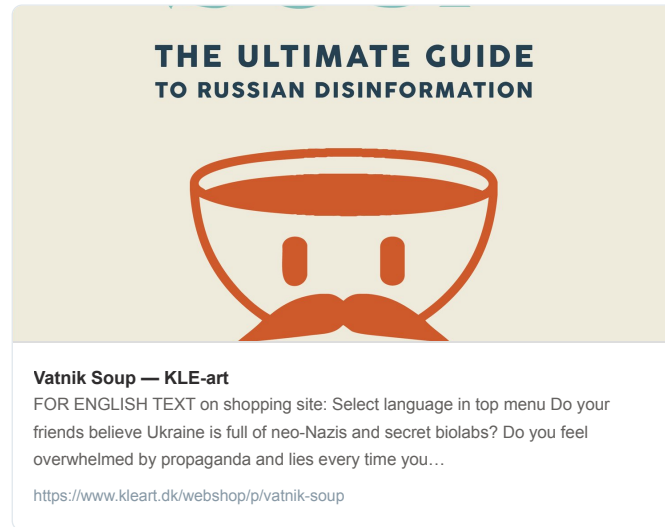 THE ULTIMATE GUIDE
TO RUSSIAN DISINFORMATION
Vatnik Soup — KLE-art
FOR ENGLISH TEXT on shopping site: Select language in top menu Do your
friends believe Ukraine is full of neo-Nazis and secret biolabs? Do you feel
overwhelmed by propaganda and lies every time you…
https://www.kleart.dk/webshop/p/vatnik-soup